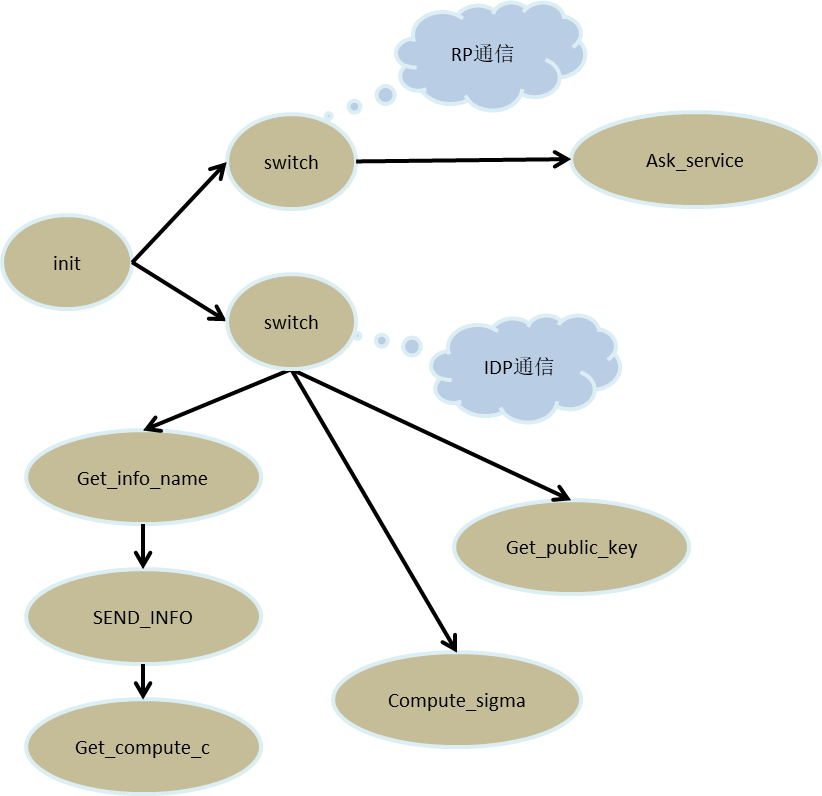 RP通信
switch
Ask_service
init
switch
IDP通信
Get_info_name
Get_public_key
SEND_INFO
Compute_sigma
Get_compute_c